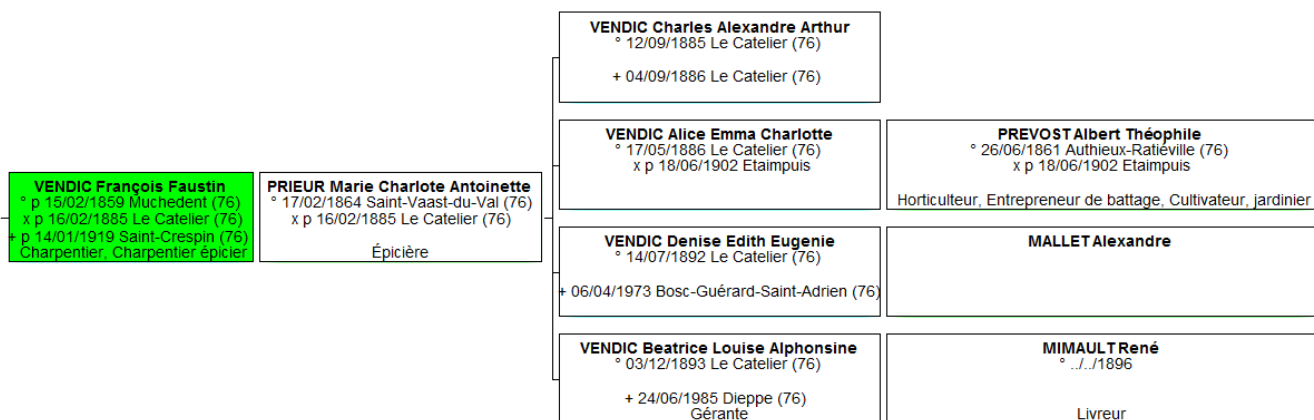 VENDIC Charles Alexandre Arthur
° 12/09/1885 Le Catelier (76)
+ 04/09/1886 Le Catelier (76)
VENDIC Alice Emma Charlotte
° 17/05/1886 Le Catelier (76)
x p 18/06/1902 Etaimpuis
PREVOST Albert Théophile
° 26/06/1861 Authieux-Ratiéville (76)
x p 18/06/1902 Etaimpuis
Horticulteur, Entrepreneur de battage, Cultivateur, jardinier
VENDIC François Faustin
° p 15/02/1859 Muchedent (76)
x p 16/02/1885 Le Catelier (76)
+ p 14/01/1919 Saint-Crespin (76)
Charpentier, Charpentier épicier
PRIEUR Marie Charlote Antoinette
° 17/02/1864 Saint-Vaast-du-Val (76)
x p 16/02/1885 Le Catelier (76)
Épicière
VENDIC Denise Edith Eugenie
° 14/07/1892 Le Catelier (76)
+ 06/04/1973 Bosc-Guérard-Saint-Adrien (76)
MALLET Alexandre
VENDIC Beatrice Louise Alphonsine
° 03/12/1893 Le Catelier (76)
+ 24/06/1985 Dieppe (76)
Gérante
MIMAULT René
° ../../1896
Livreur